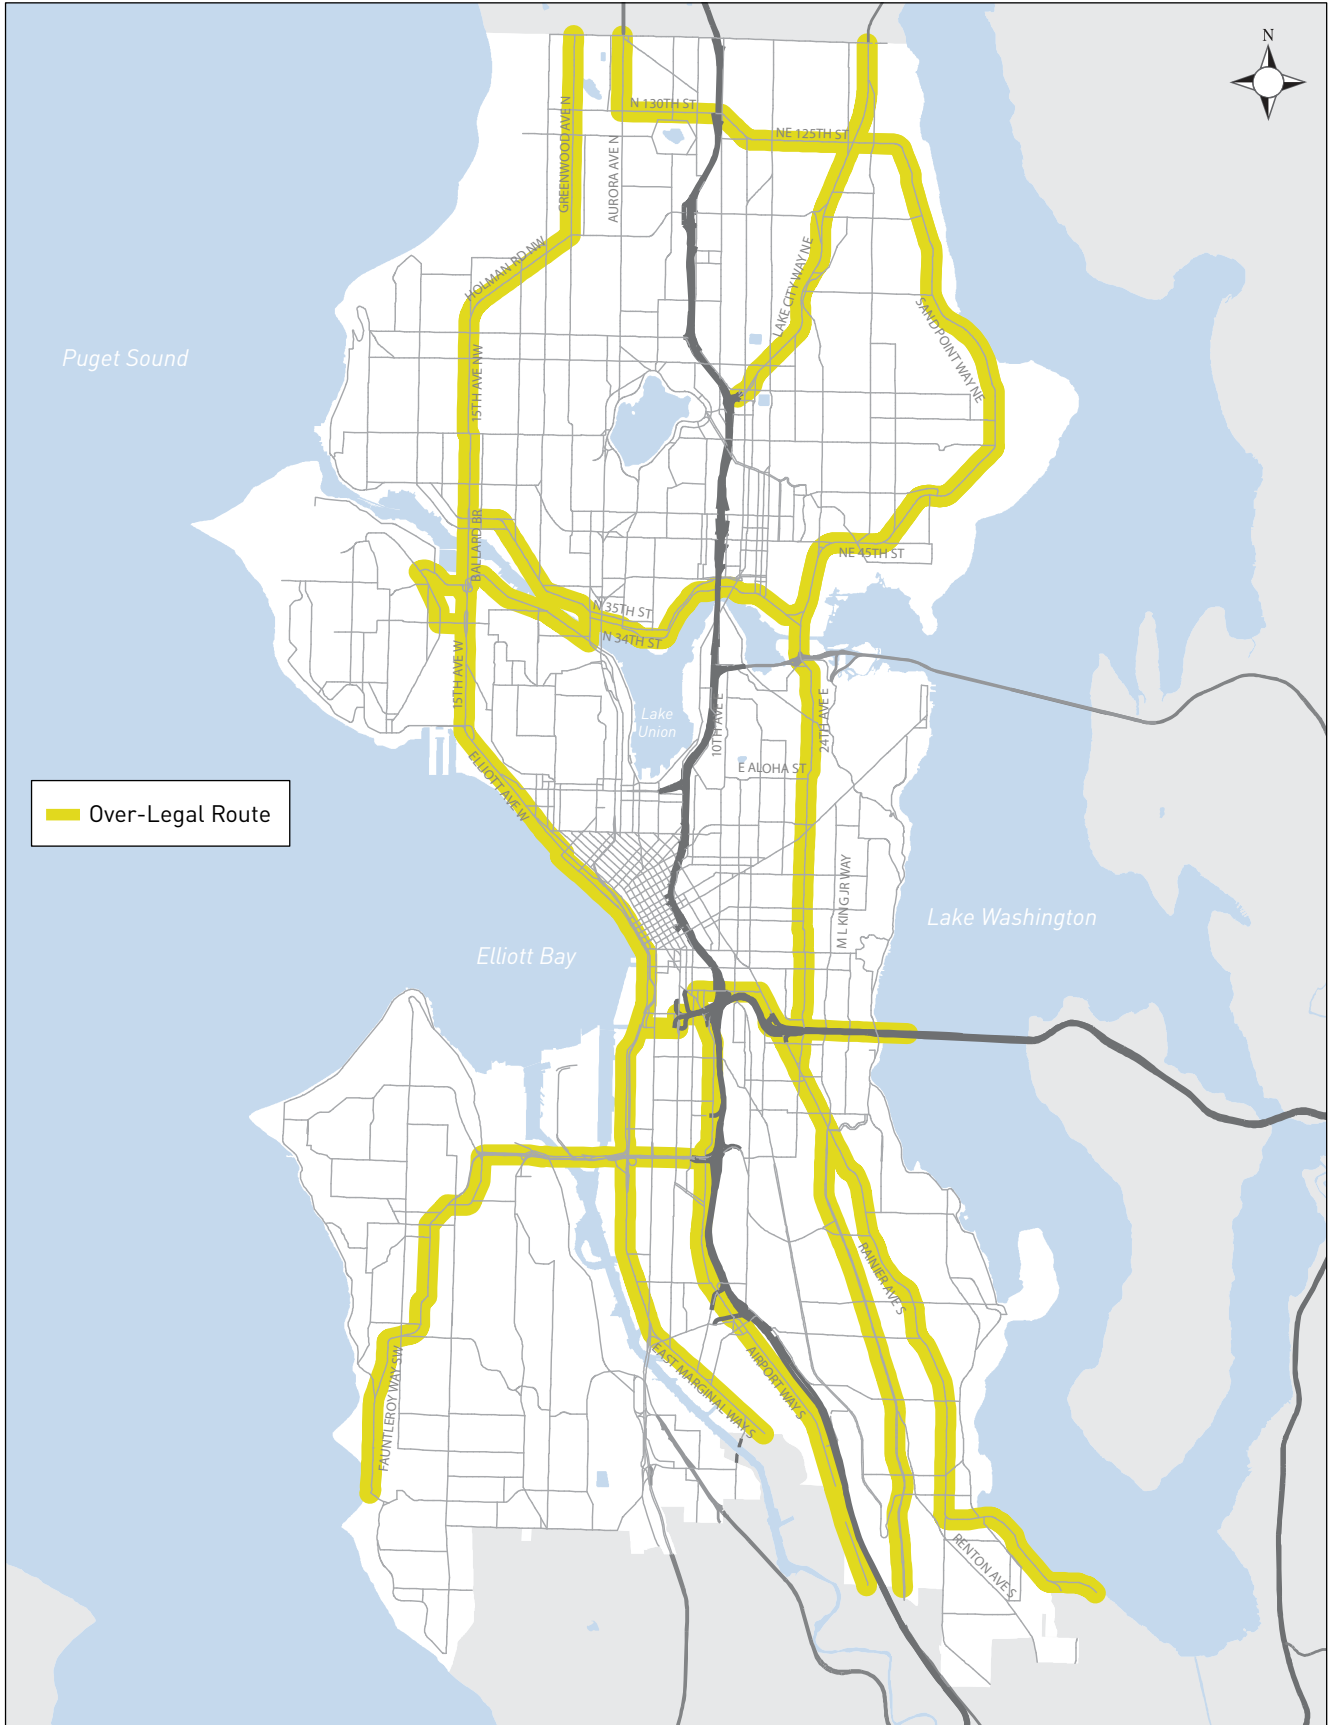 N
N 130TH ST
NE 125TH ST
GREENWOOD AVE N
AURORA AVE N
HOLMAN RD NW
LAKE CITY WAY NE
SAND POINT WAY NE
Puget Sound
15TH AVE NW
BALLARD BR
NE 45TH ST
N 35TH ST
N 34TH ST
15TH AVE W
Lake
Union
10TH AVE E
24TH AVE E
E ALOHA ST
ELLIOTT AVE W
Over-Legal Route
M L KING JR WAY
Lake Washington
Elliott Bay
RAINIER AVE S
EAST MARGINAL WAY S
AIRPORT WAY S
FAUNTLEROY WAY SW
RENTON AVE S